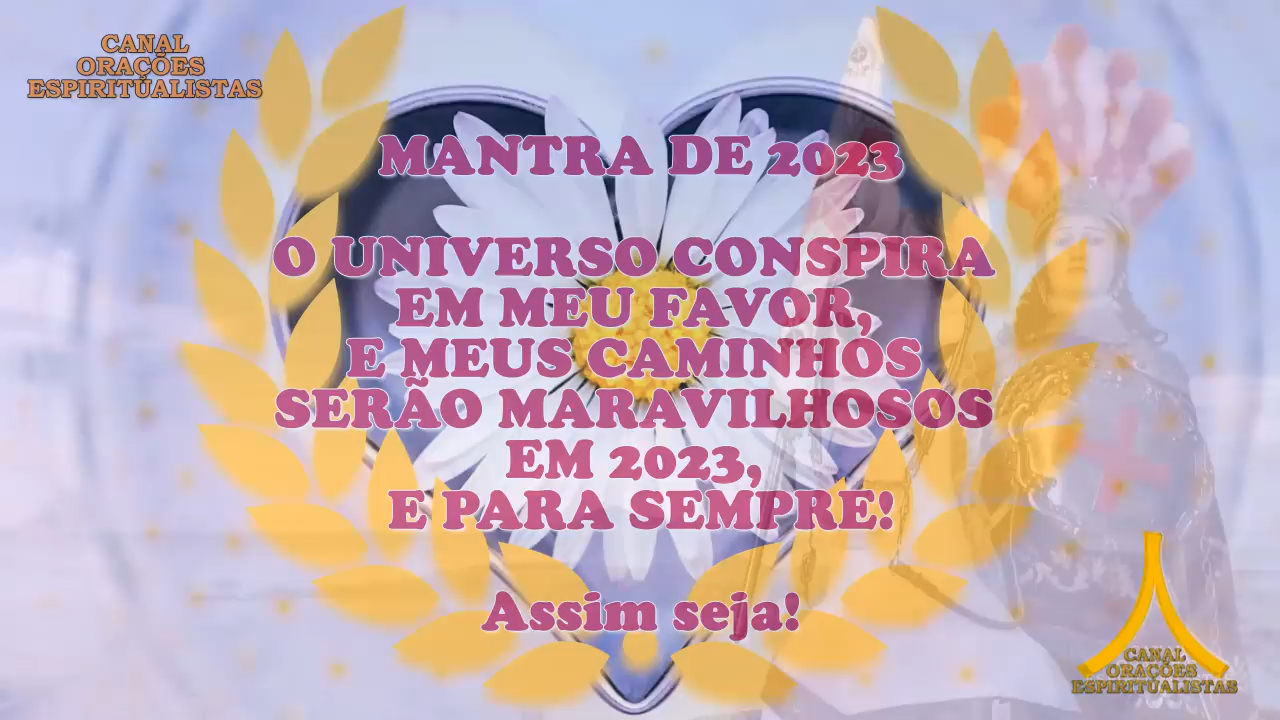 CANAL
ORAÇÕES
ESPIRITUALISTAS
MANTRA DE 2023
O UNIVERSO CONSPIRA
EM MEU FAVOR,
E MEUS CAMINHOS
SERÃO MARAVILHOSOS
EM 2023,
E PARA SEMPRE!
Assim seja!
CANAL
ORAÇÕES
ESPIRITUALISTAS